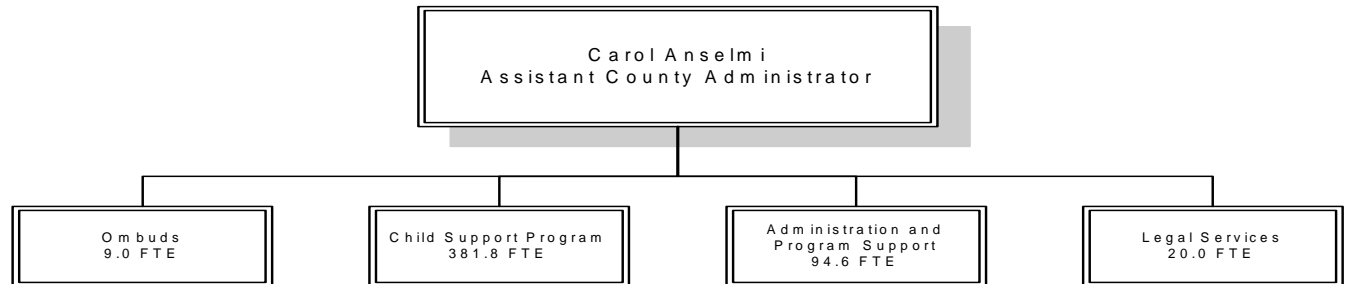 Carol Anselmi
Assistant County Administrator
Ombuds
9.0 FTE
Child Support Program
381.8 FTE
Administration and
Program Support
94.6 FTE
Legal Services
20.0 FTE